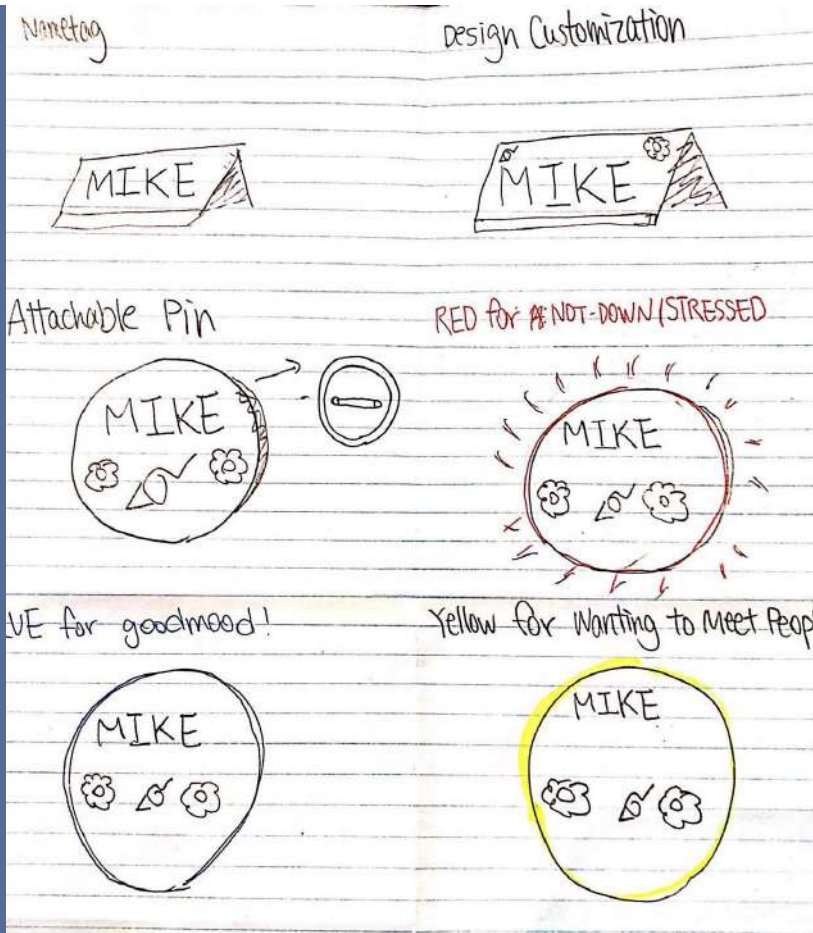 Nametag
Design Customization
MIKE
MIKE
Attachable Pin
RED for NOT-DOWN/STRESSED
MIKE
MIKE
UE for goodmood!
Yellow for Wanting to Meet Peop
MIKE
MIKE